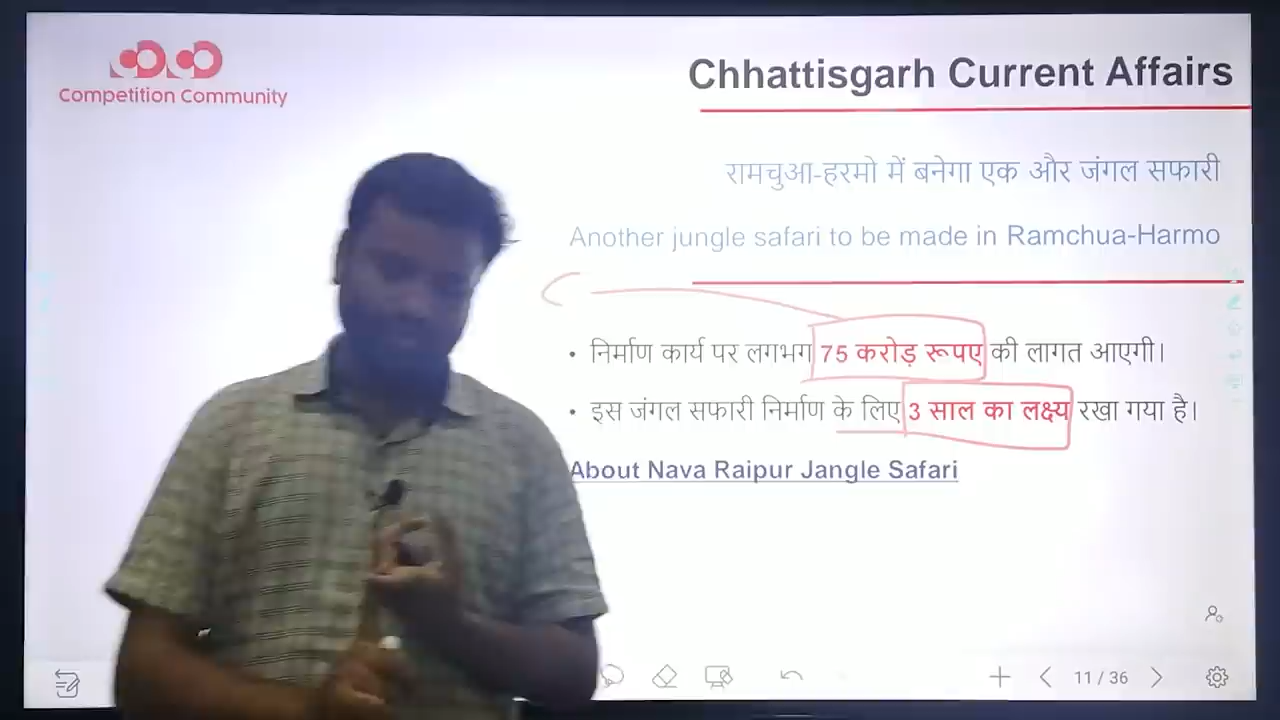 Competition Community
Chhattisgarh Current Affairs
रामचुआ-हरमो में बनेगा एक और जंगल सफारी
Another jungle safari to be made in Ramchua-Harmo
• निर्माण कार्य पर लगभग 75 करोड़ रूपए की लागत आएगी।
• इस जंगल सफारी निर्माण के लिए 3 साल का लक्ष्य रखा गया है।
About Nava Raipur Jangle Safari
11 / 36